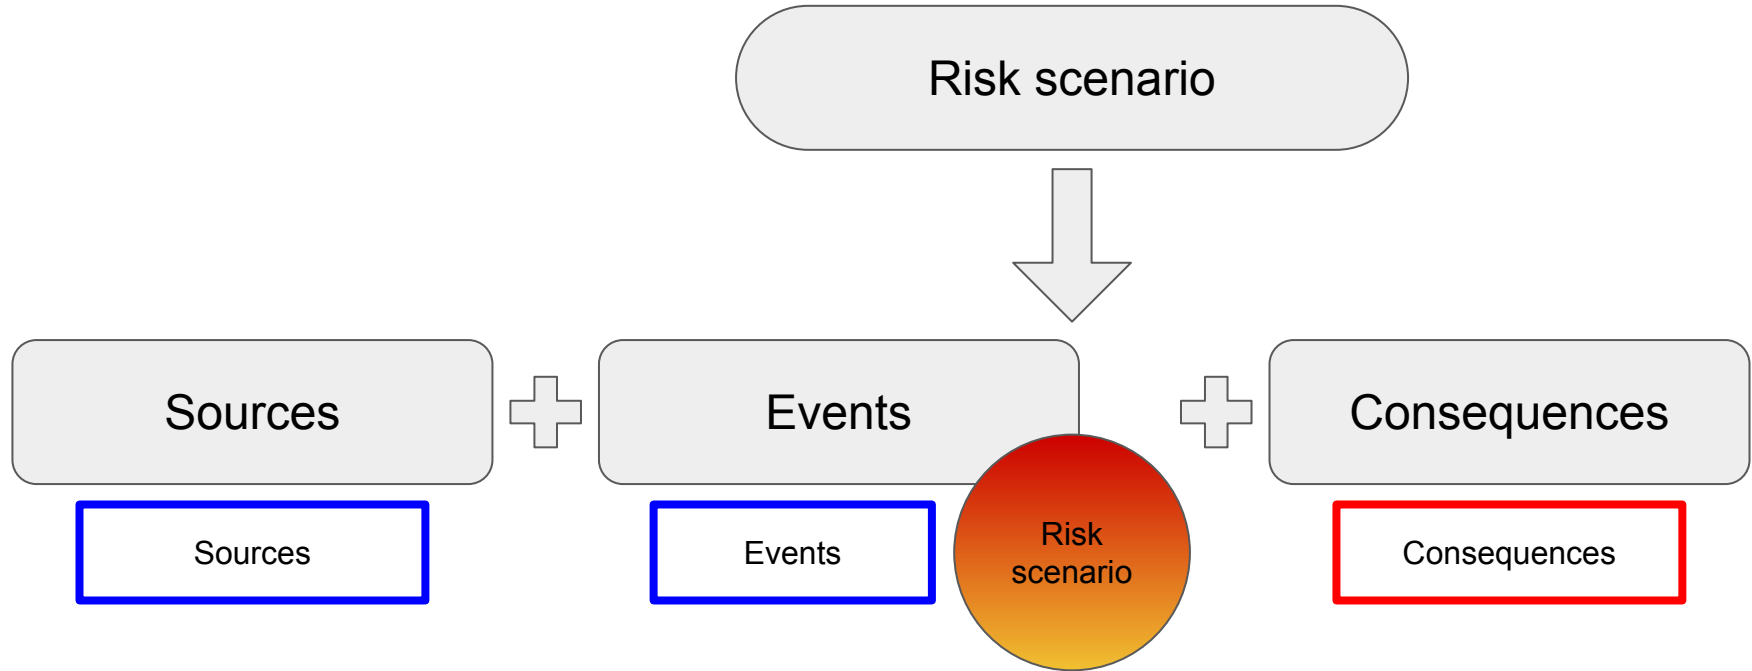 Risk scenario
Sources
Events
Consequences
Sources
Events
Risk
scenario
Consequences